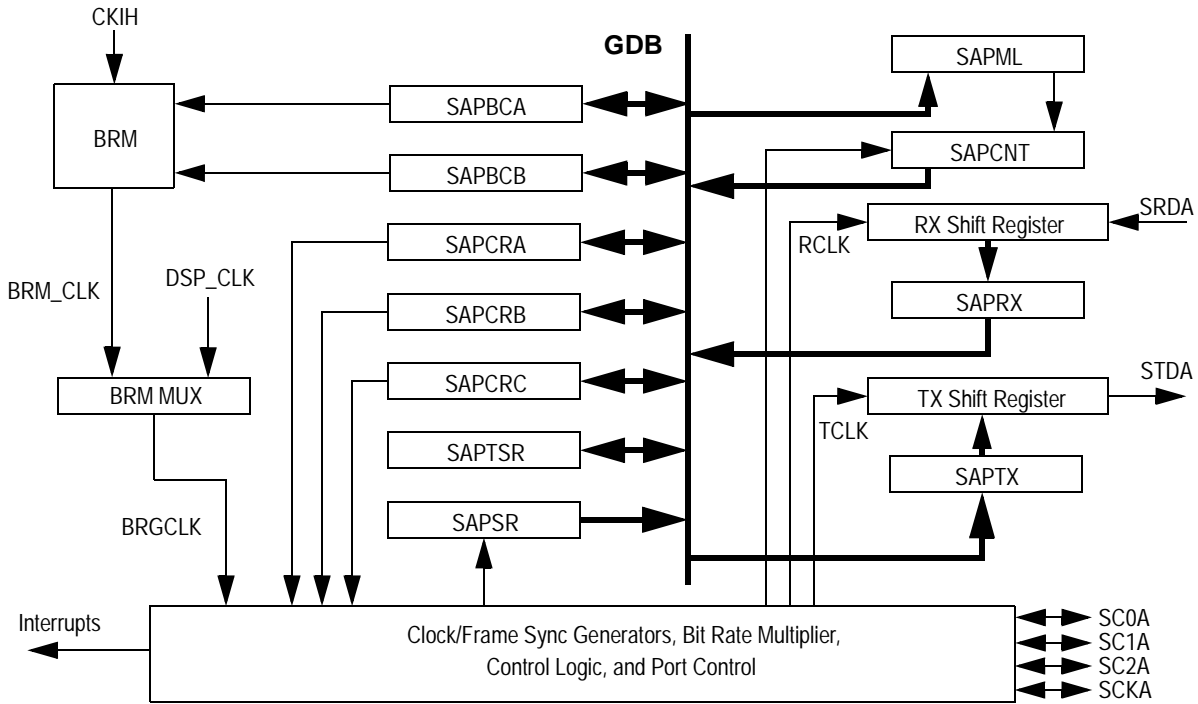 CKIH
GDB
SAPML
SAPBCA
BRM
SAPCNT
SAPBCB
SRDA
RX Shift Register
SAPCRA
RCLK
DSP_CLK
BRM_CLK
SAPRX
SAPCRB
STDA
SAPCRC
BRM MUX
TX Shift Register
TCLK
SAPTSR
SAPTX
SAPSR
BRGCLK
Interrupts
Clock/Frame Sync Generators, Bit Rate Multiplier,
Control Logic, and Port Control
SC0A
SC1A
SC2A
SCKA